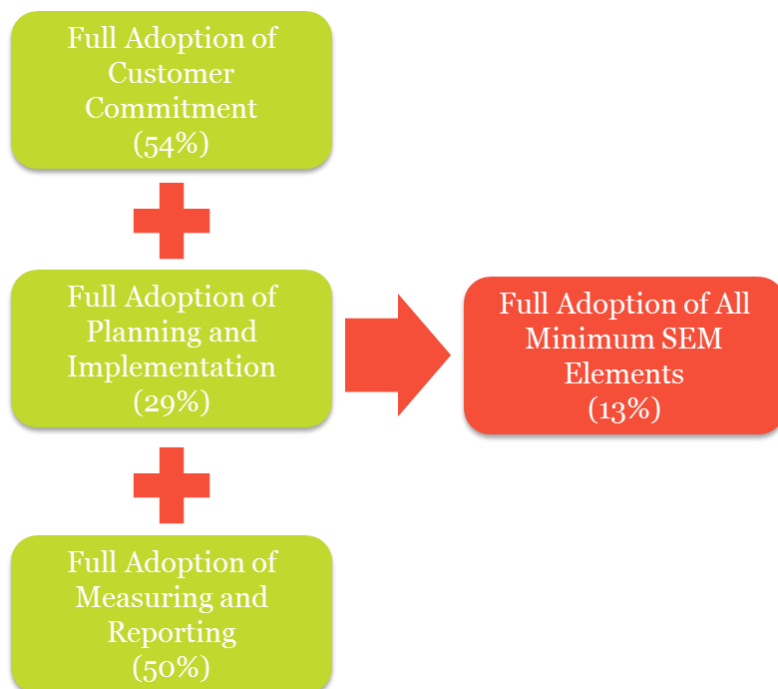 Full Adoption of
Customer
Commitment
(54%)
Full Adoption of
Planning and
Implementation
(29%)
Full Adoption of All
Minimum SEM
Elements
(13%)
Full Adoption of
Measuring and
Reporting
(50%)